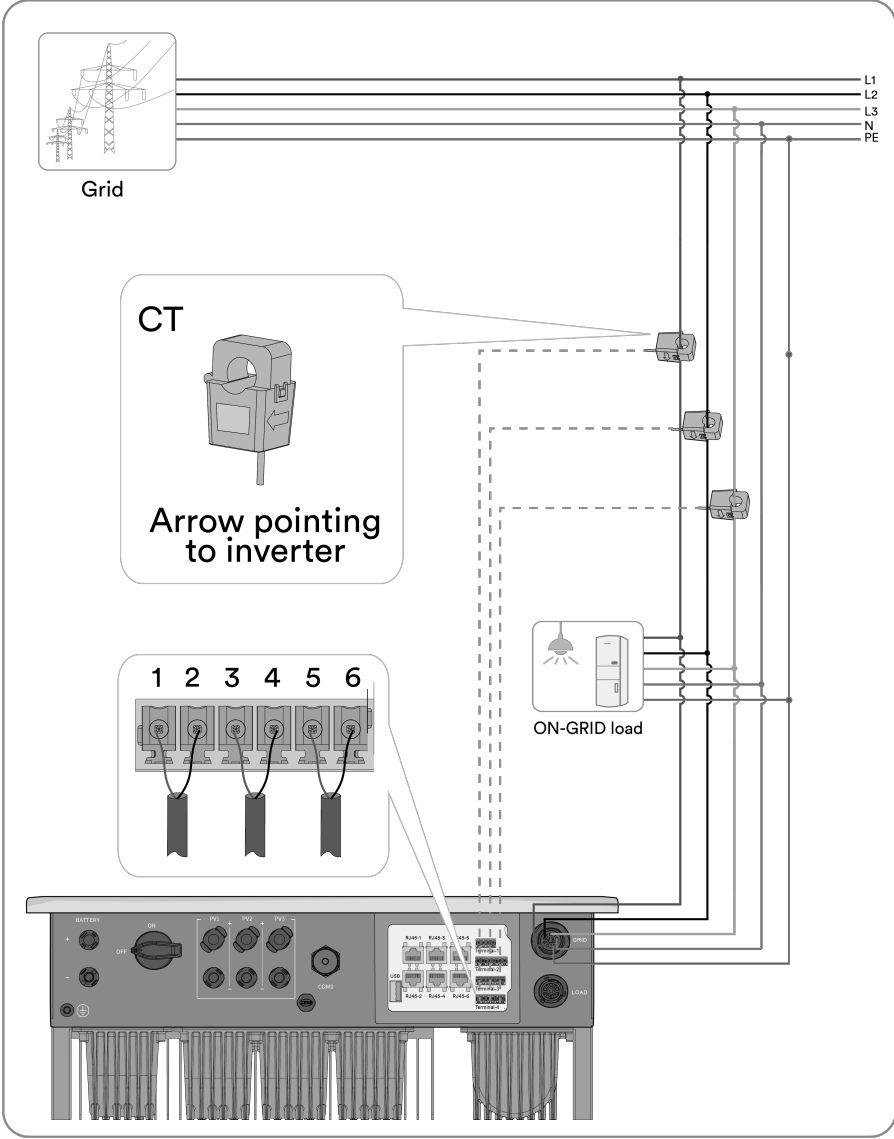 L1
L2
L3
N
PE
Grid
CT
Arrow pointing
to inverter
ON-GRID load
1 2 3 4 5 6
BATTERY
+
−
ON
OFF
PV1 PV2 PV3
+ + +
− − −
COM0
RJ45-1 RJ45-3 RJ45-5
USB
RJ45-2 RJ45-4 RJ45-6
Terminal-1
Terminal-2
Terminal-3
Terminal-4
GRID
LOAD